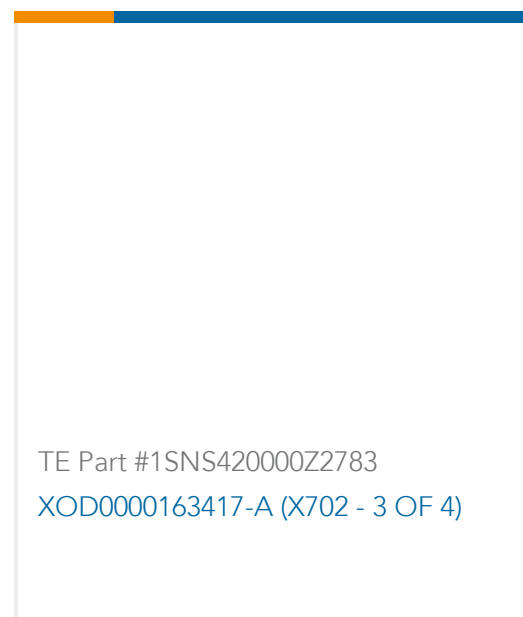 TE Part #1SNS420000Z2783
XOD0000163417-A (X702 - 3 OF 4)